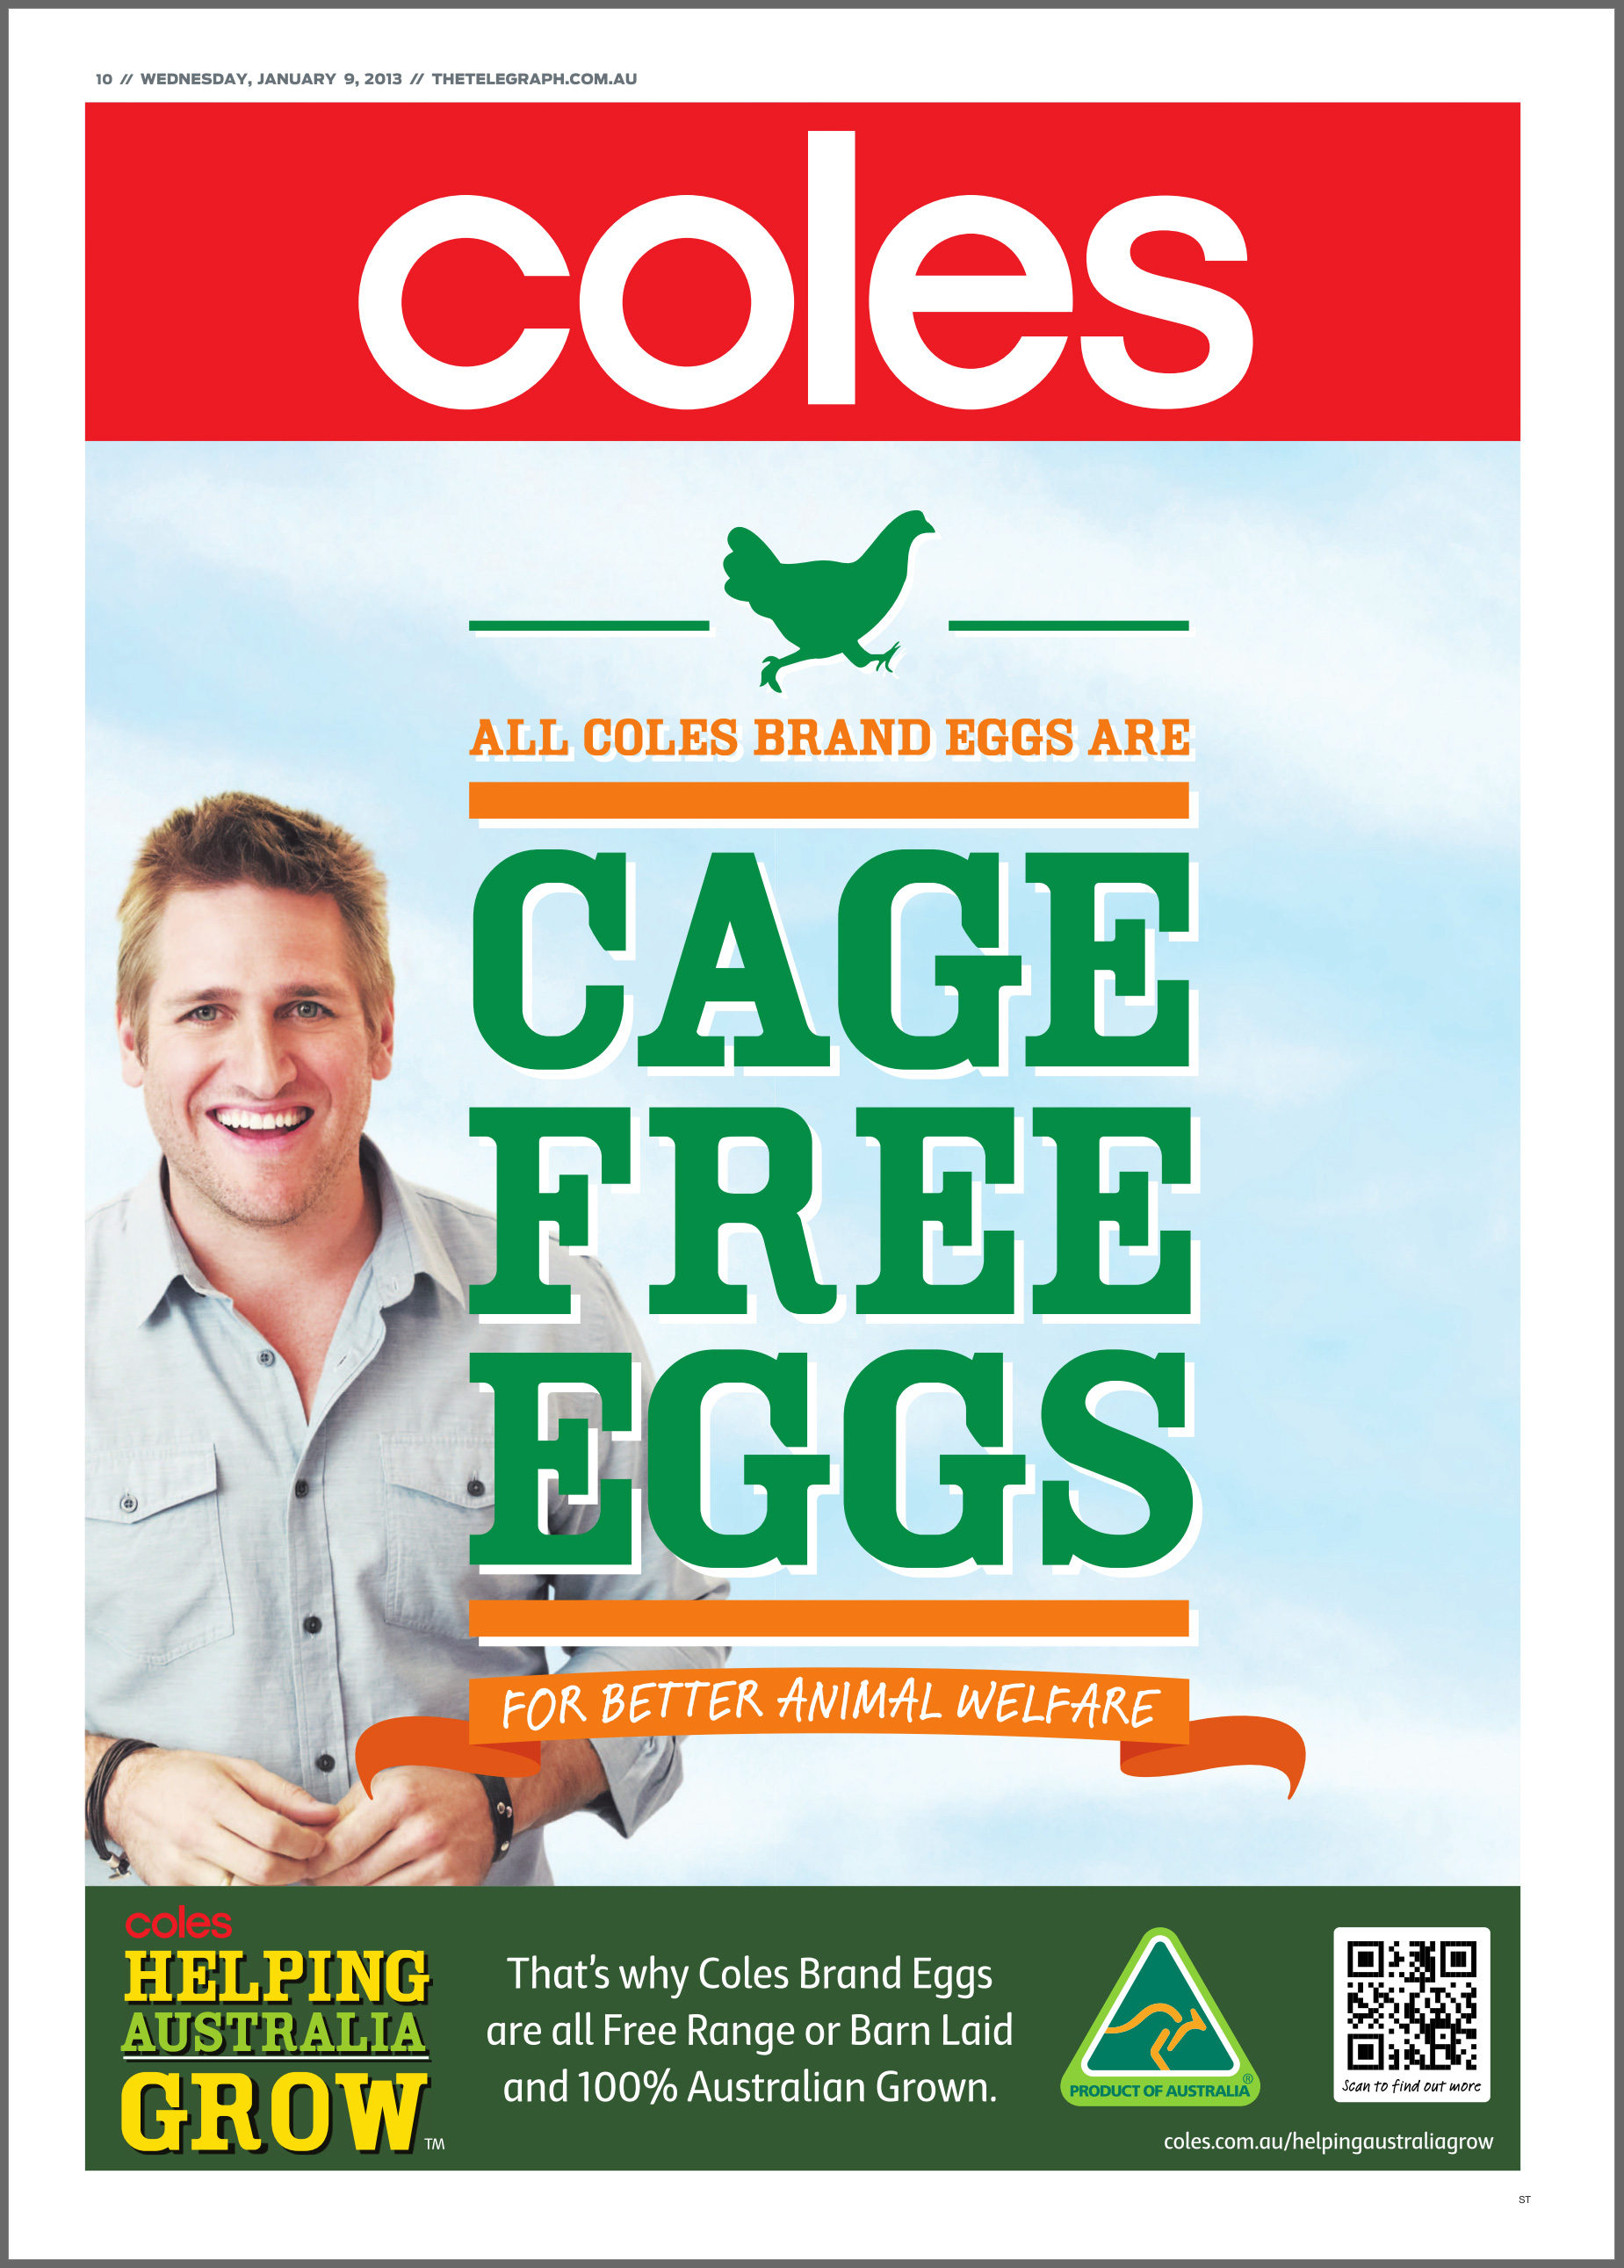 10 // WEDNESDAY, JANUARY 9, 2013 // THETELEGRAPH.COM.AU
coles
ALL COLES BRAND EGGS ARE
CAGE
FREE
EGGS
FOR BETTER ANIMAL WELFARE
coles
HELPING
AUSTRALIA
GROW™
That's why Coles Brand Eggs
are all Free Range or Barn Laid
and 100% Australian Grown.
PRODUCT OF AUSTRALIA®
Scan to find out more
coles.com.au/helpingaustraliagrow
ST